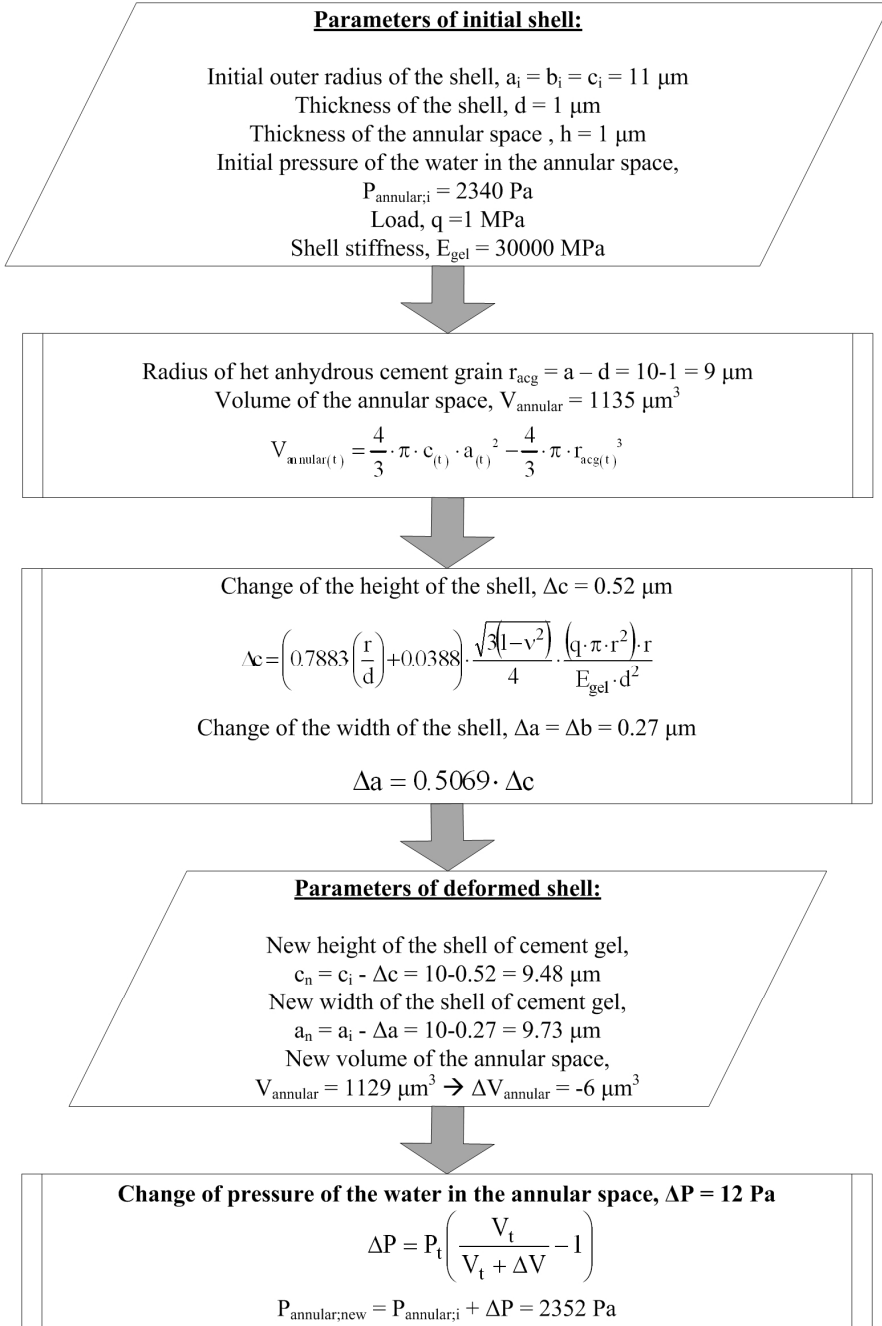 Parameters of initial shell:
Initial outer radius of the shell, aᵢ = bᵢ = cᵢ = 11 μm
Thickness of the shell, d = 1 μm
Thickness of the annular space , h = 1 μm
Initial pressure of the water in the annular space,
P_annular;i = 2340 Pa
Load, q =1 MPa
Shell stiffness, E_gel = 30000 MPa
Radius of het anhydrous cement grain r_acg = a – d = 10-1 = 9 μm
Volume of the annular space, V_annular = 1135 μm³
V_annular(t) = 4/3 · π · c_(t) · a_(t)² − 4/3 · π · r_acg(t)³
Change of the height of the shell, Δc = 0.52 μm
Δc = (0.7883 (r/d) + 0.0388) · √3(1−ν²)/4 · (q·π·r²)·r/E_gel·d²
Change of the width of the shell, Δa = Δb = 0.27 μm
Δa = 0.5069 · Δc
Parameters of deformed shell:
New height of the shell of cement gel,
cₙ = cᵢ - Δc = 10-0.52 = 9.48 μm
New width of the shell of cement gel,
aₙ = aᵢ - Δa = 10-0.27 = 9.73 μm
New volume of the annular space,
V_annular = 1129 μm³ → ΔV_annular = -6 μm³
Change of pressure of the water in the annular space, ΔP = 12 Pa
ΔP = P_t (V_t/V_t + ΔV − 1)
P_annular;new = P_annular;i + ΔP = 2352 Pa